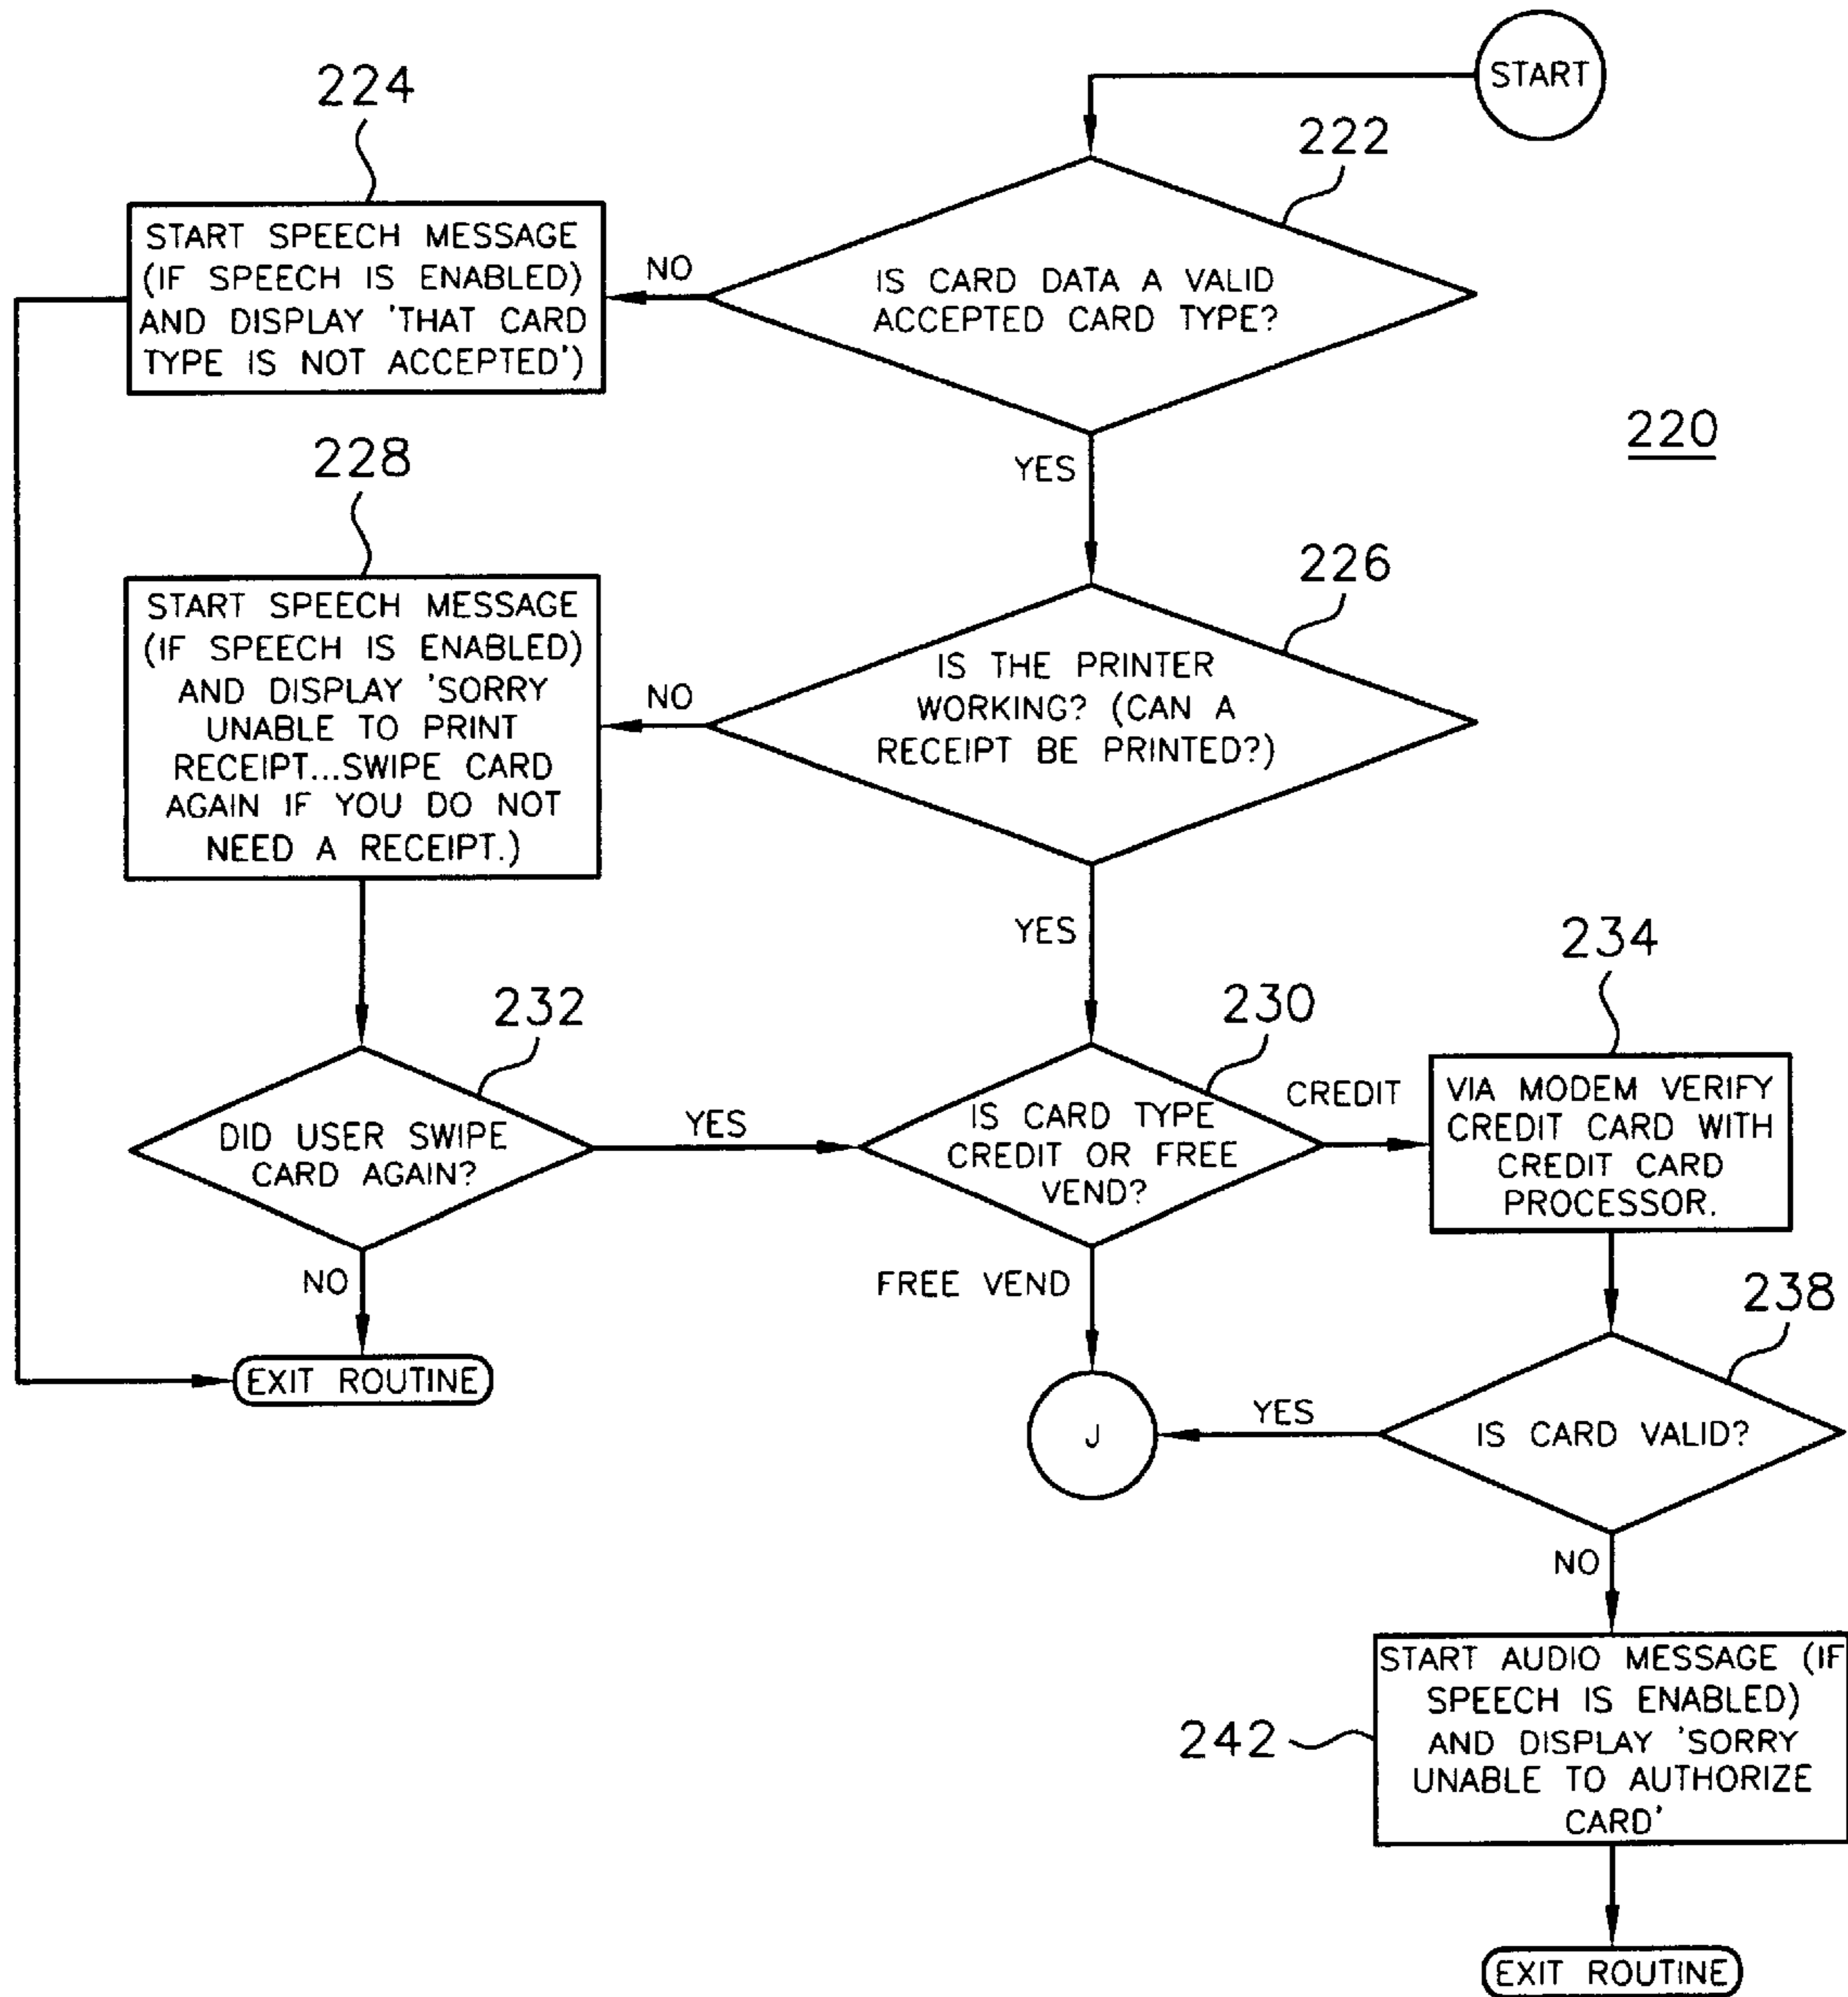 START
224
222
START SPEECH MESSAGE
(IF SPEECH IS ENABLED)
AND DISPLAY 'THAT CARD
TYPE IS NOT ACCEPTED')
NO
IS CARD DATA A VALID
ACCEPTED CARD TYPE?
220
YES
228
226
START SPEECH MESSAGE
(IF SPEECH IS ENABLED)
AND DISPLAY 'SORRY
UNABLE TO PRINT
RECEIPT...SWIPE CARD
AGAIN IF YOU DO NOT
NEED A RECEIPT.)
NO
IS THE PRINTER
WORKING? (CAN A
RECEIPT BE PRINTED?)
YES
234
232
230
DID USER SWIPE
CARD AGAIN?
YES
IS CARD TYPE
CREDIT OR FREE
VEND?
CREDIT
VIA MODEM VERIFY
CREDIT CARD WITH
CREDIT CARD
PROCESSOR.
NO
FREE VEND
238
EXIT ROUTINE
J
YES
IS CARD VALID?
NO
242
START AUDIO MESSAGE (IF
SPEECH IS ENABLED)
AND DISPLAY 'SORRY
UNABLE TO AUTHORIZE
CARD'
EXIT ROUTINE